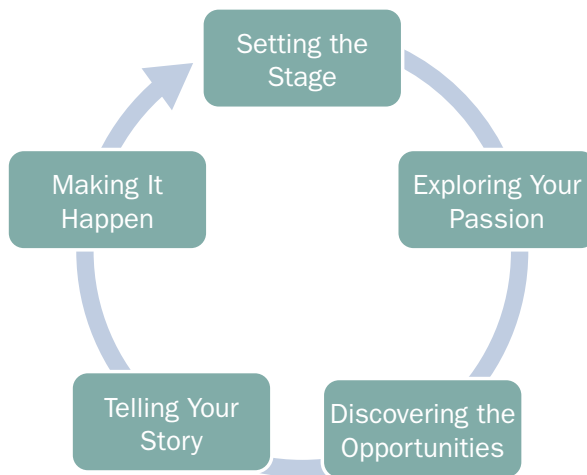 Setting the
Stage
Exploring Your
Passion
Discovering the
Opportunities
Telling Your
Story
Making It
Happen